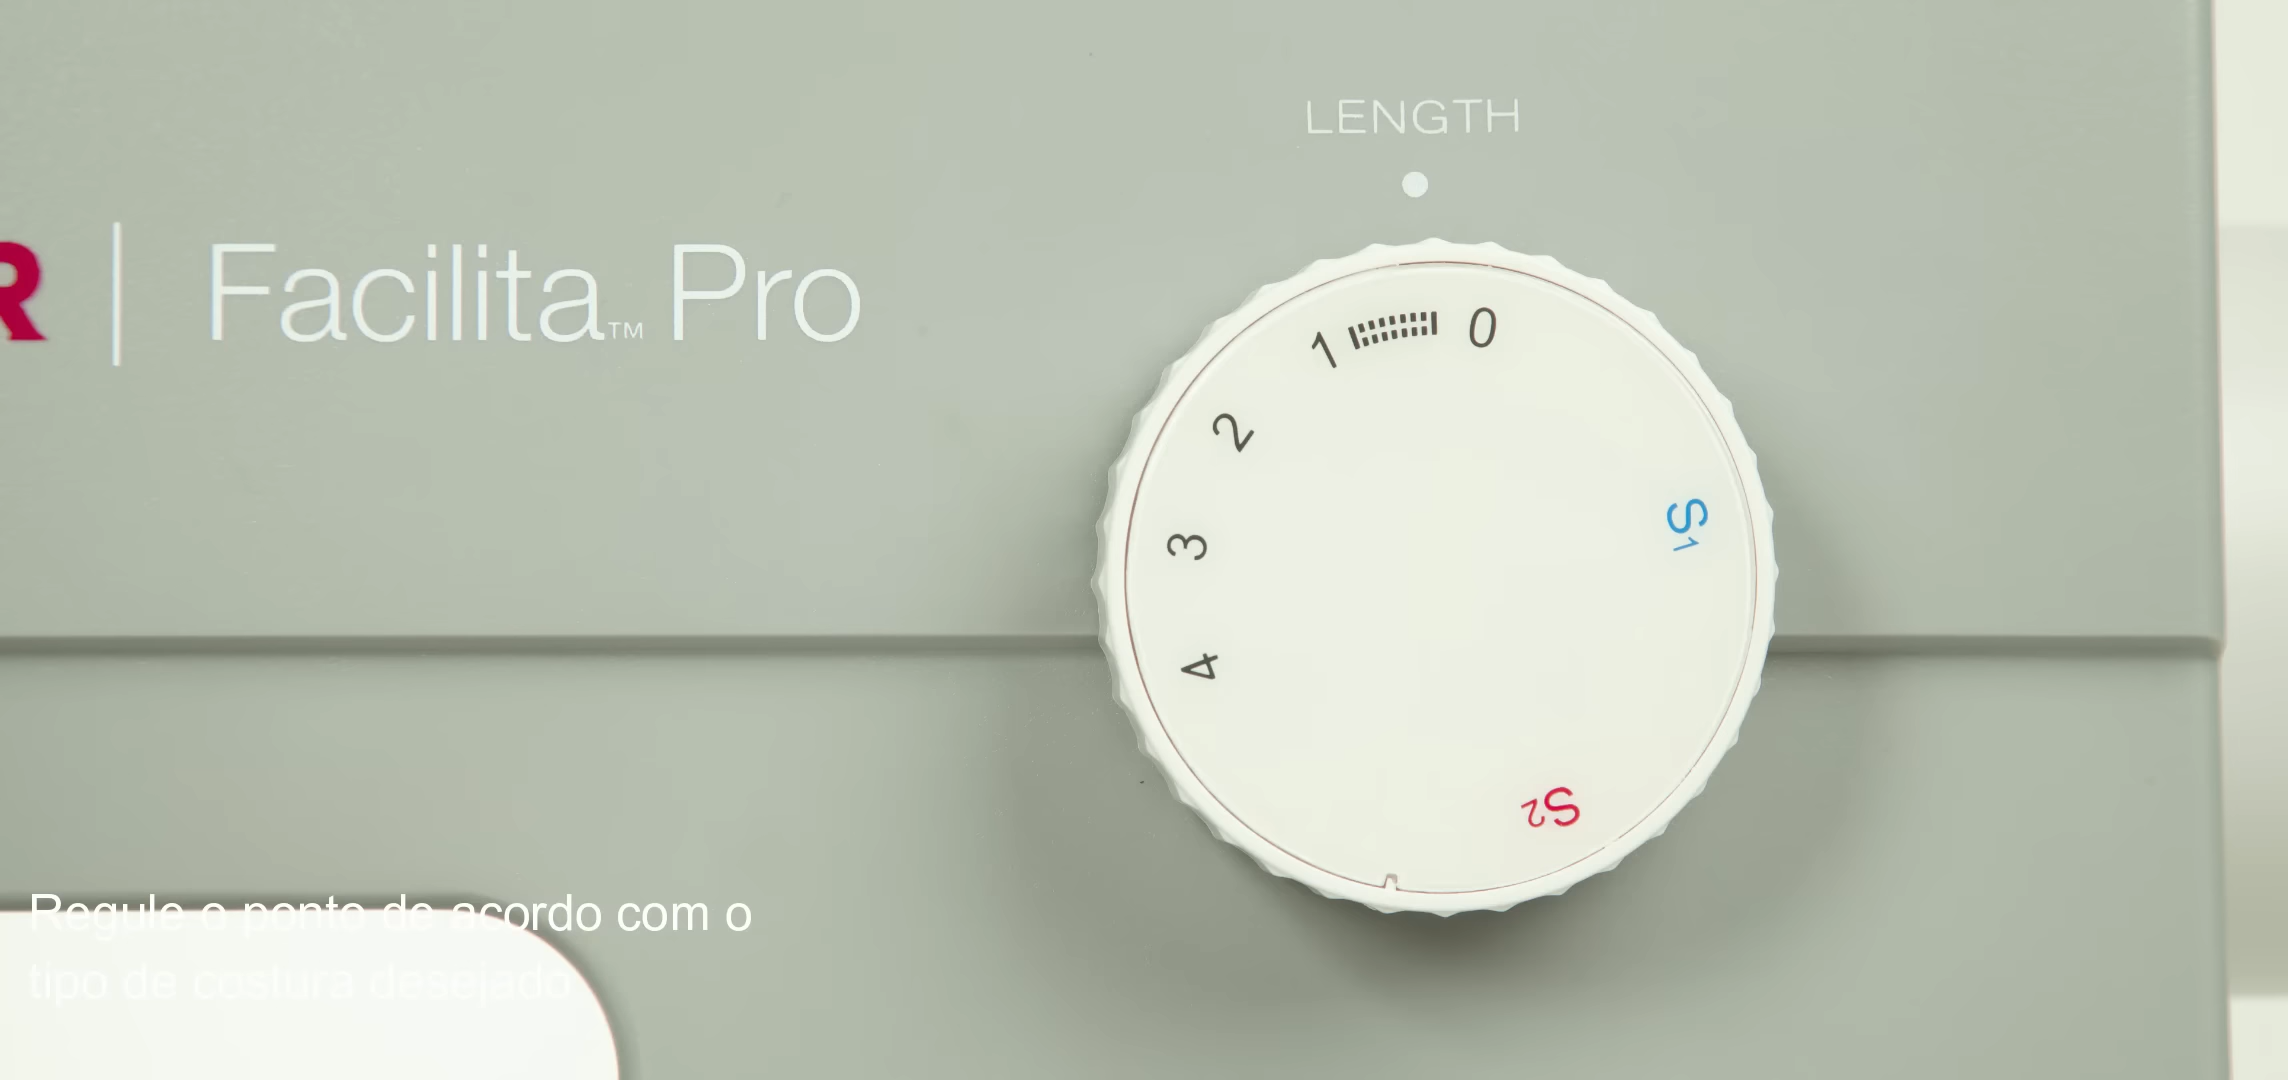 LENGTH
R | Facilita™ Pro
1 0
2
3
4
S1
S2
Regule o ponto de acordo com o
tipo de costura desejado